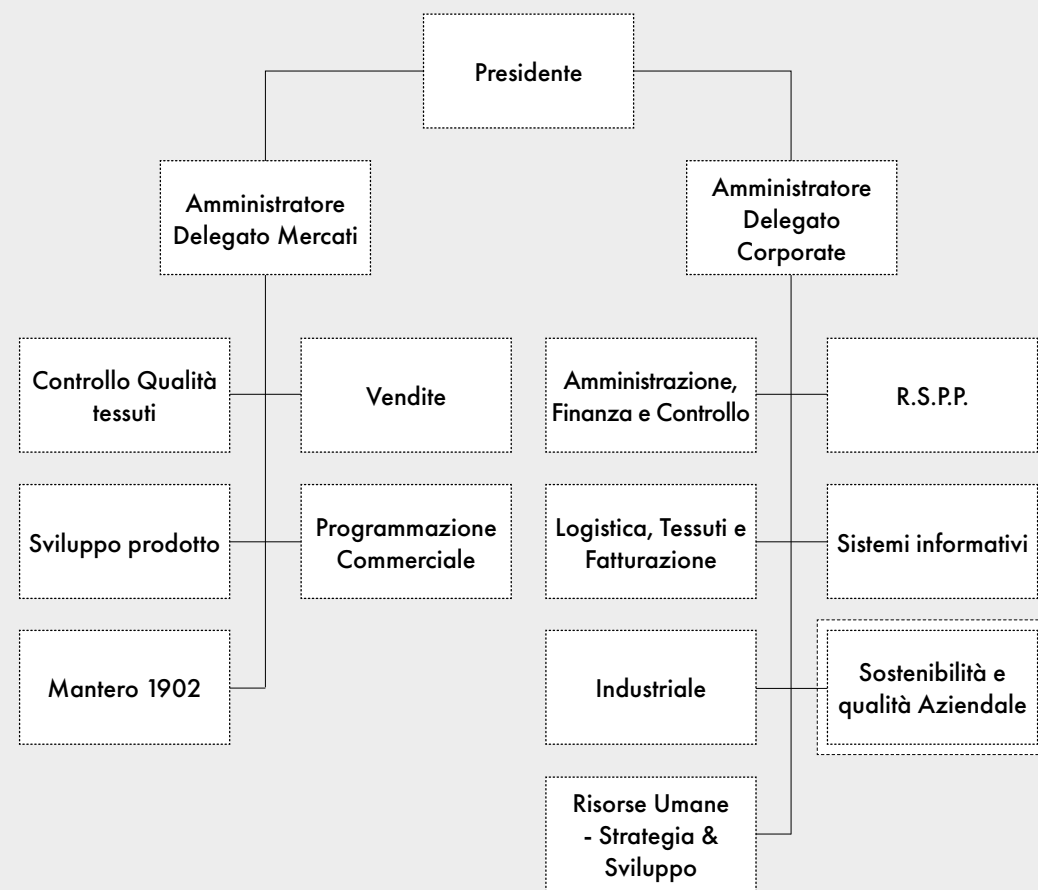 Presidente
Amministratore
Delegato Mercati
Amministratore
Delegato
Corporate
Controllo Qualità
tessuti
Vendite
Amministrazione,
Finanza e Controllo
R.S.P.P.
Sviluppo prodotto
Programmazione
Commerciale
Logistica, Tessuti e
Fatturazione
Sistemi informativi
Mantero 1902
Industriale
Sostenibilità e
qualità Aziendale
Risorse Umane
- Strategia &
Sviluppo